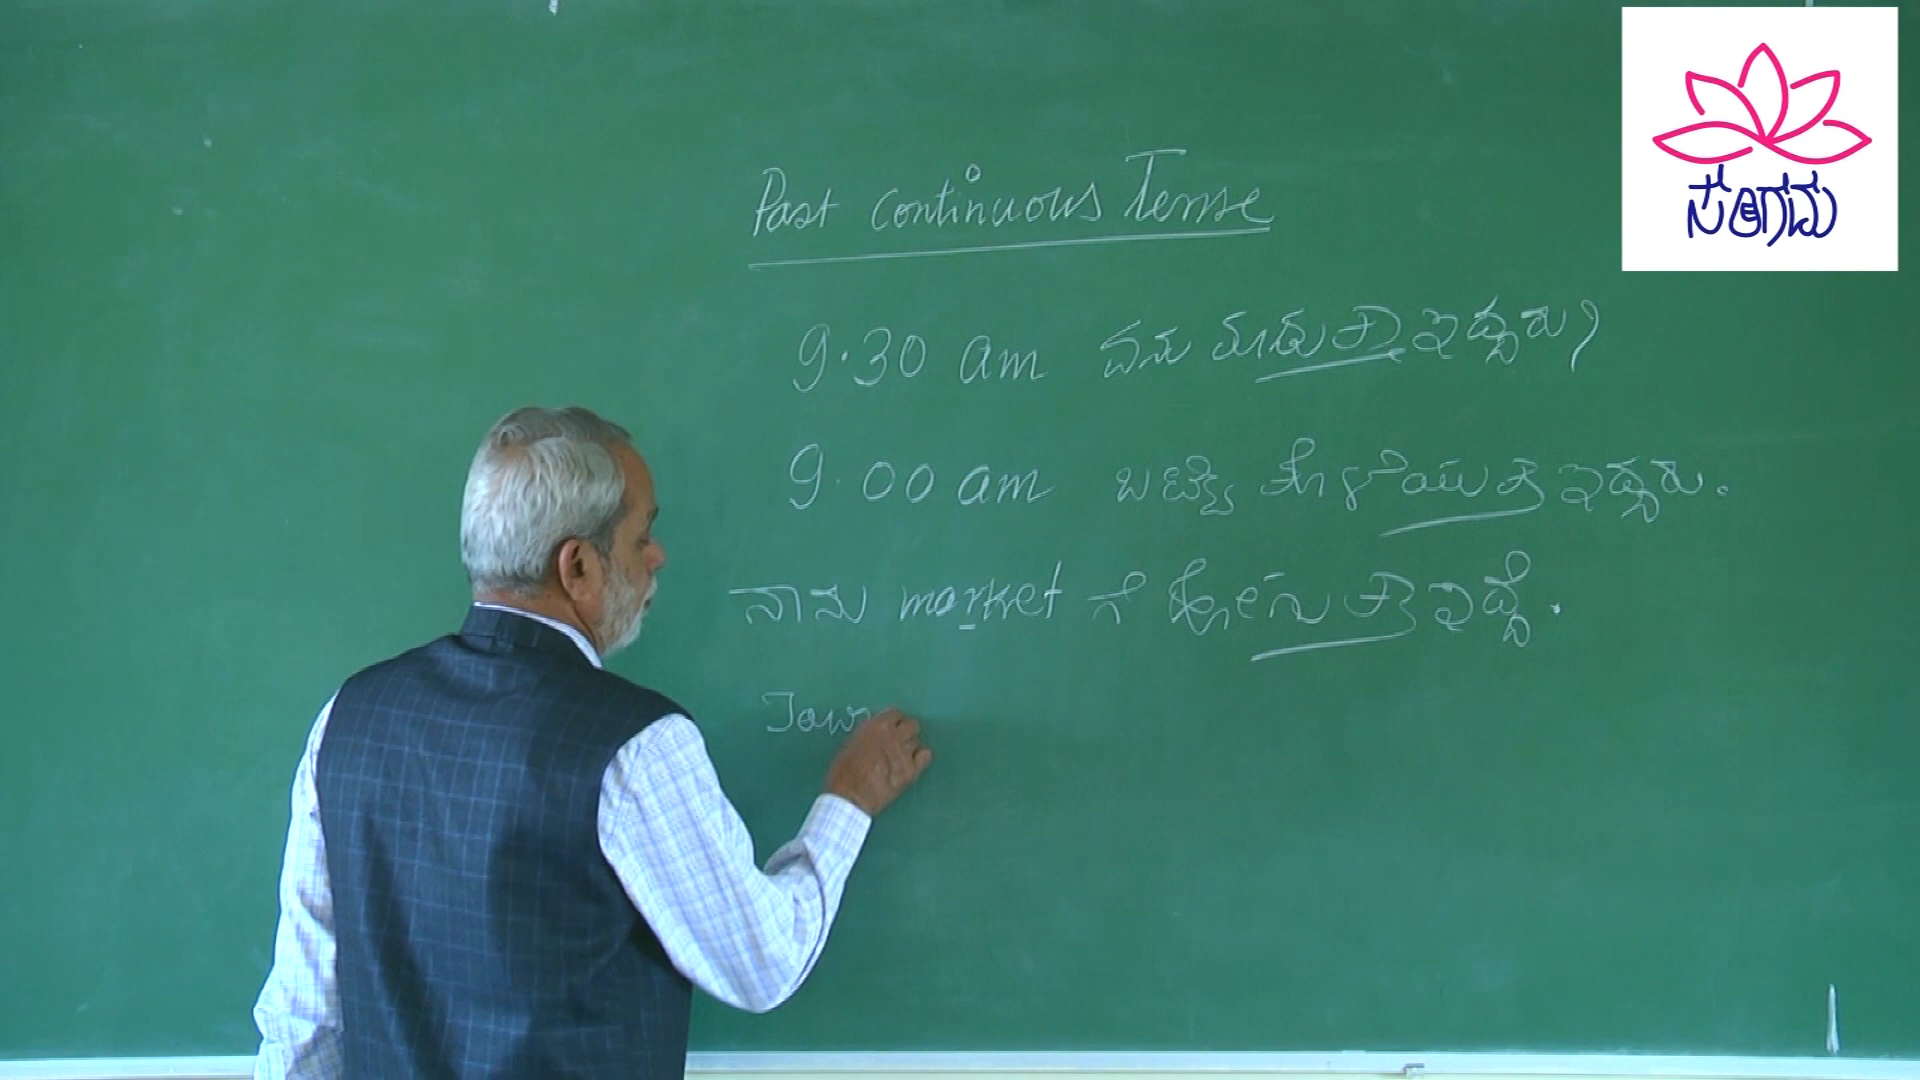 Past continuous Tense
9.30 am ಏನು ಮಾಡುತ್ತಾ ಇದ್ದರು
9.00 am ಬಟ್ಟೆ ತೊಳೆಯುತ್ತ ಇದ್ದರು.
ನಾನು market ಗೆ ಹೋಗುತ್ತಾ ಇದ್ದೆ.